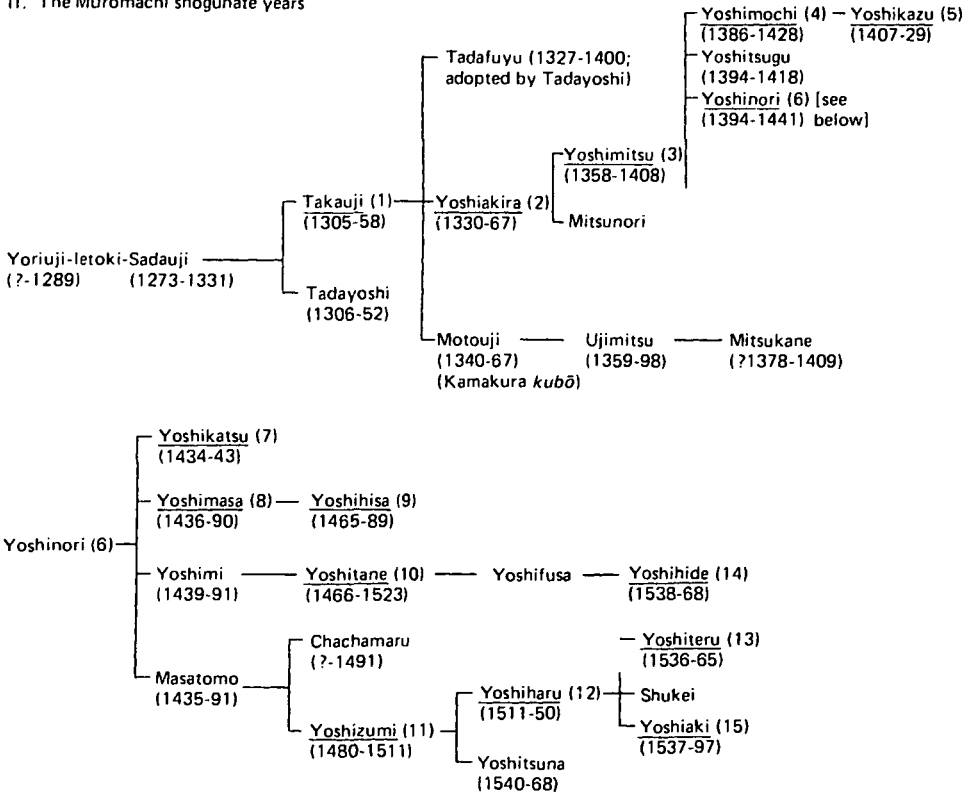 II. The Muromachi shogunate years
Yoshimochi (4) — Yoshikazu (5)
(1386-1428) (1407-29)
Tadafuyu (1327-1400;
adopted by Tadayoshi)
Yoshitsugu
(1394-1418)
Yoshinori (6) [see
(1394-1441) below]
Yoshimitsu (3)
(1358-1408)
Takauji (1)
(1305-58)
Yoshiakira (2)
(1330-67)
Mitsunori
Yoriuji-Ietoki-Sadauji
(?-1289) (1273-1331)
Tadayoshi
(1306-52)
Motouji — Ujimitsu — Mitsukane
(1340-67) (1359-98) (?1378-1409)
(Kamakura kubō)
Yoshikatsu (7)
(1434-43)
Yoshimasa (8) — Yoshihisa (9)
(1436-90) (1465-89)
Yoshinori (6)
Yoshimi — Yoshitane (10) — Yoshifusa — Yoshihide (14)
(1439-91) (1466-1523) (1538-68)
Chachamaru
(?-1491)
Yoshiteru (13)
(1536-65)
Masatomo
(1435-91)
Yoshiharu (12)
(1511-50)
Shukei
Yoshizumi (11)
(1480-1511)
Yoshiaki (15)
(1537-97)
Yoshitsuna
(1540-68)